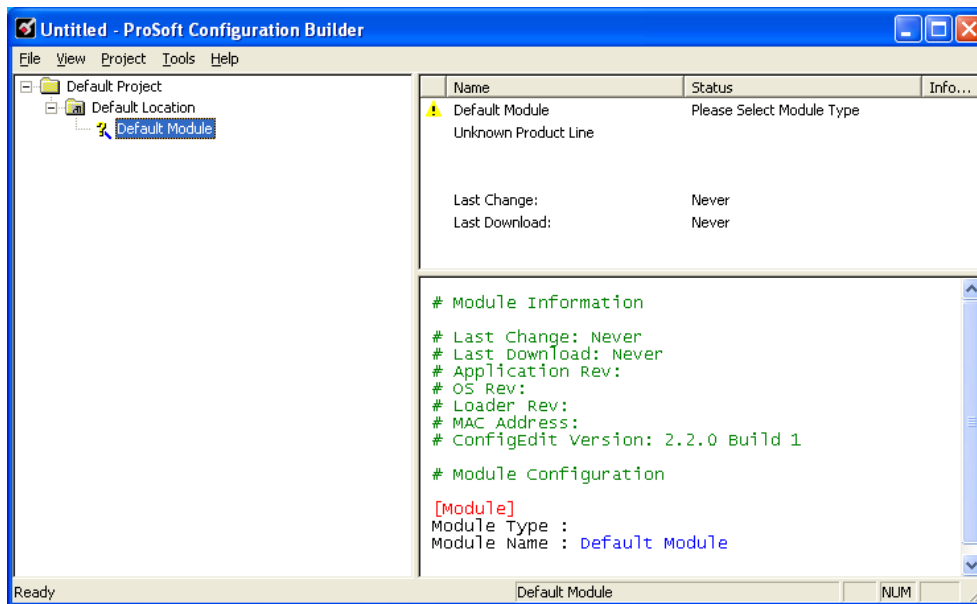 Untitled - ProSoft Configuration Builder
File View Project Tools Help
Default Project
Default Location
Default Module
Name Status Info...
Default Module Please Select Module Type
Unknown Product Line
Last Change: Never
Last Download: Never
# Module Information
# Last Change: Never
# Last Download: Never
# Application Rev:
# OS Rev:
# Loader Rev:
# MAC Address:
# ConfigEdit Version: 2.2.0 Build 1
# Module Configuration
[Module]
Module Type :
Module Name : Default Module
Ready Default Module NUM